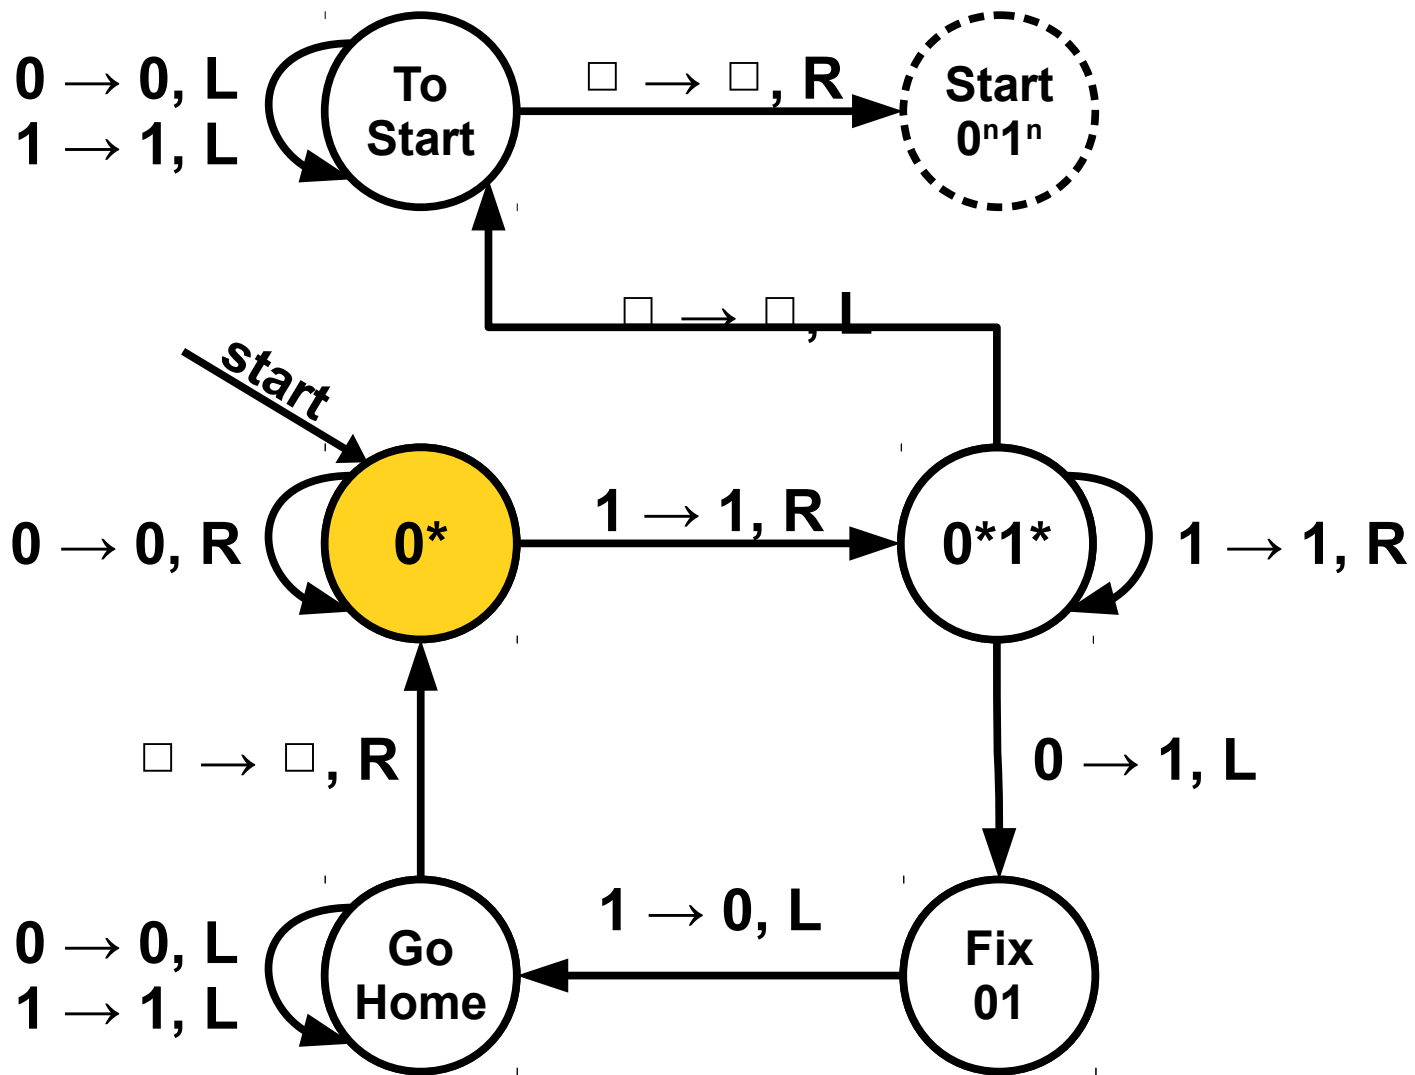 0 → 0, L
1 → 1, L
To
Start
□ → □, R
Start
0ⁿ1ⁿ
□ → □, L
start
0 → 0, R
0*
1 → 1, R
0*1*
1 → 1, R
□ → □, R
0 → 1, L
0 → 0, L
1 → 1, L
Go
Home
1 → 0, L
Fix
01